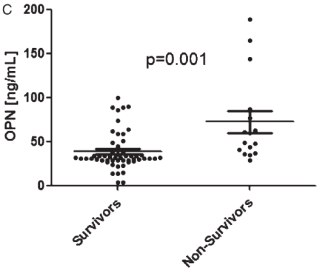 C
OPN [ng/mL]
200
150
100
50
0
p=0.001
Survivors
Non-Survivors